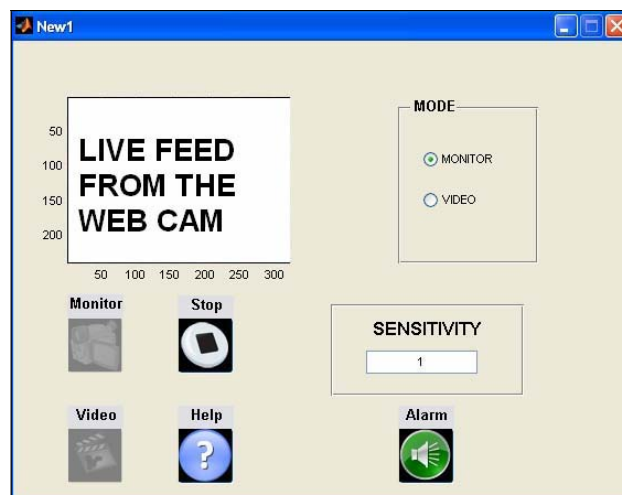 New1
50
100
150
200
LIVE FEED
FROM THE
WEB CAM
50 100 150 200 250 300
MODE
MONITOR
VIDEO
Monitor
Stop
SENSITIVITY
1
Video
Help
?
Alarm